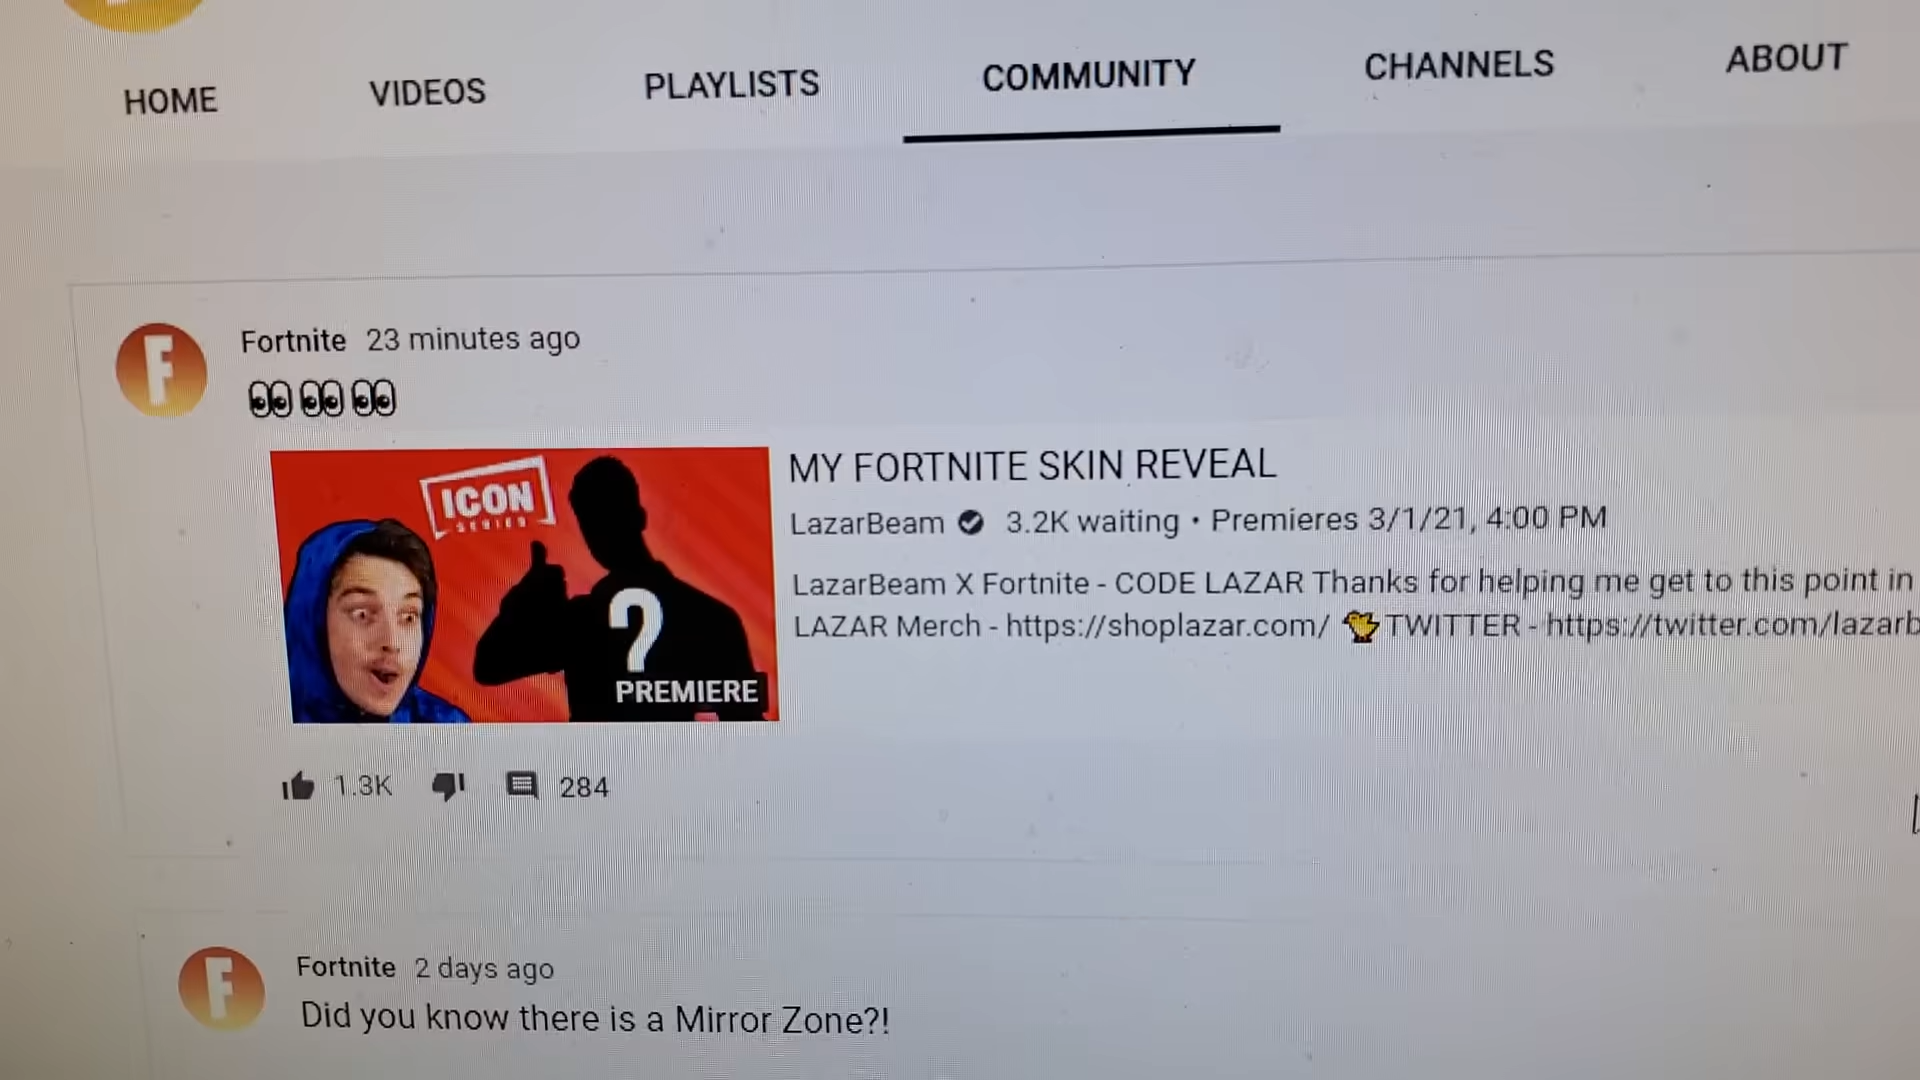 HOME VIDEOS PLAYLISTS COMMUNITY CHANNELS ABOUT
F
Fortnite 23 minutes ago
👀 👀 👀
ICON
SERIES
?
PREMIERE
MY FORTNITE SKIN REVEAL
LazarBeam 3.2K waiting • Premieres 3/1/21, 4:00 PM
LazarBeam X Fortnite - CODE LAZAR Thanks for helping me get to this point in
LAZAR Merch - https://shoplazar.com/ 🐤TWITTER - https://twitter.com/lazarb
1.3K 284
F
Fortnite 2 days ago
Did you know there is a Mirror Zone?!